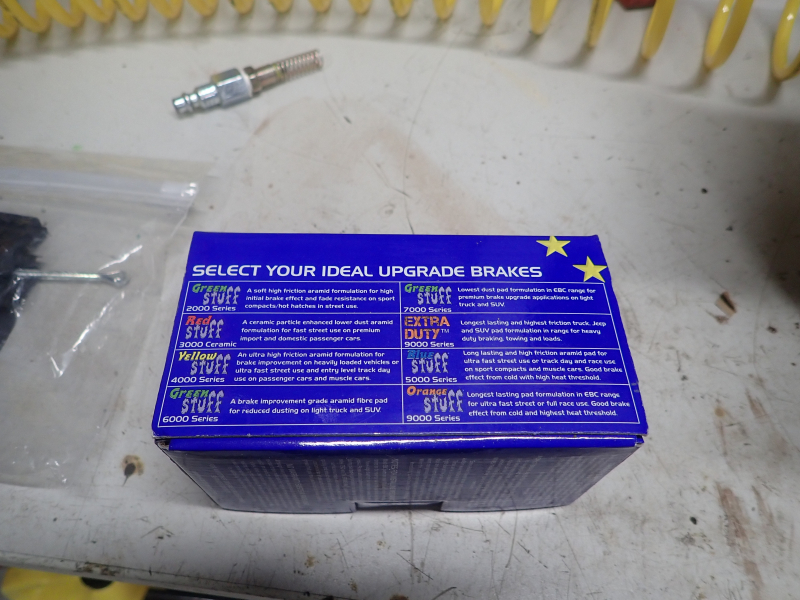 SELECT YOUR IDEAL UPGRADE BRAKES
Green STUFF
2000 Series
A soft high friction aramid formulation for high
initial brake effect and fade resistance on sport
compacts/hot hatches in street use.
Red STUFF
3000 Ceramic
A ceramic particle enhanced lower dust aramid
formulation for fast street use on premium
import and domestic passenger cars.
Yellow STUFF
4000 Series
An ultra high friction aramid formulation for
brake improvement on heavily loaded vehicles or
ultra fast street use and entry level track day
use on passenger cars and muscle cars.
Green STUFF
6000 Series
A brake improvement grade aramid fibre pad
for reduced dusting on light truck and SUV.
Green STUFF
7000 Series
Lowest dust pad formulation in EBC range for
premium brake upgrade applications on light
truck and SUV.
EXTRA
DUTY
9000 Series
Longest lasting and highest friction truck, Jeep
and SUV pad formulation in range for heavy
duty braking, towing and loads.
Blue STUFF
5000 Series
Long lasting and high friction aramid pad for
ultra fast street use or track day and race use
on sport compacts and muscle cars. Good brake
effect from cold with high heat threshold.
Orange STUFF
9000 Series
Longest lasting pad formulation in EBC range
for ultra fast street or full race use. Good brake
effect from cold and highest heat threshold.